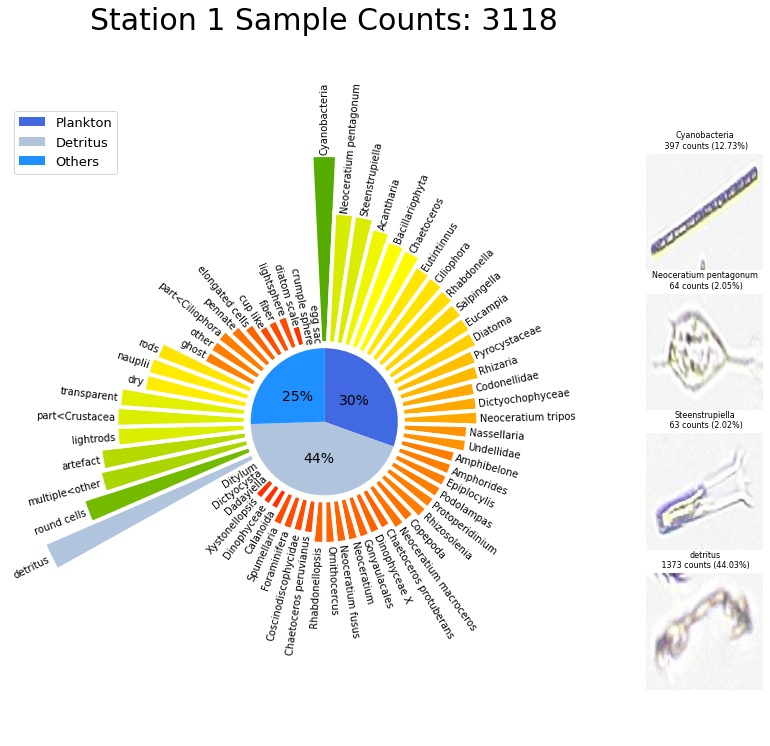 Station 1 Sample Counts: 3118
Plankton
Detritus
Others
Cyanobacteria
Neoceratium pentagonum
Steenstrupiella
Acantharia
Bacillariophyta
Chaetoceros
Eutintinnus
Ciliophora
Rhabdonella
Salpingella
Eucampia
Diatoma
Pyrocystaceae
Rhizaria
Codonellidae
Dictyochophyceae
Neoceratium tripos
Nassellaria
Undellidae
Amphibelone
Amphorides
Epiplocylis
Podolampas
Protoperidinium
Rhizosolenia
Copepoda
Neoceratium macroceros
Chaetoceros protuberans
Dinophyceae X
Gonyaulacales
Neoceratium
Neoceratium fusus
Ornithocercus
Rhabdonellopsis
Chaetoceros peruvianus
Coscinodiscophycidae
Foraminifera
Spumellaria
Calanoida
Dinophyceae
Xystonellopsis
Dadayiella
Dictyocysta
Ditylum
detritus
round cells
multiple<other
artefact
lightrods
part<Crustacea
transparent
dry
nauplii
rods
ghost
other
part<Ciliophora
pennate
elongated cells
cup like
fiber
lightsphere
diatom scale
crumple sphere
egg sac
30%
25%
44%
Cyanobacteria
397 counts (12.73%)
Neoceratium pentagonum
64 counts (2.05%)
Steenstrupiella
63 counts (2.02%)
detritus
1373 counts (44.03%)